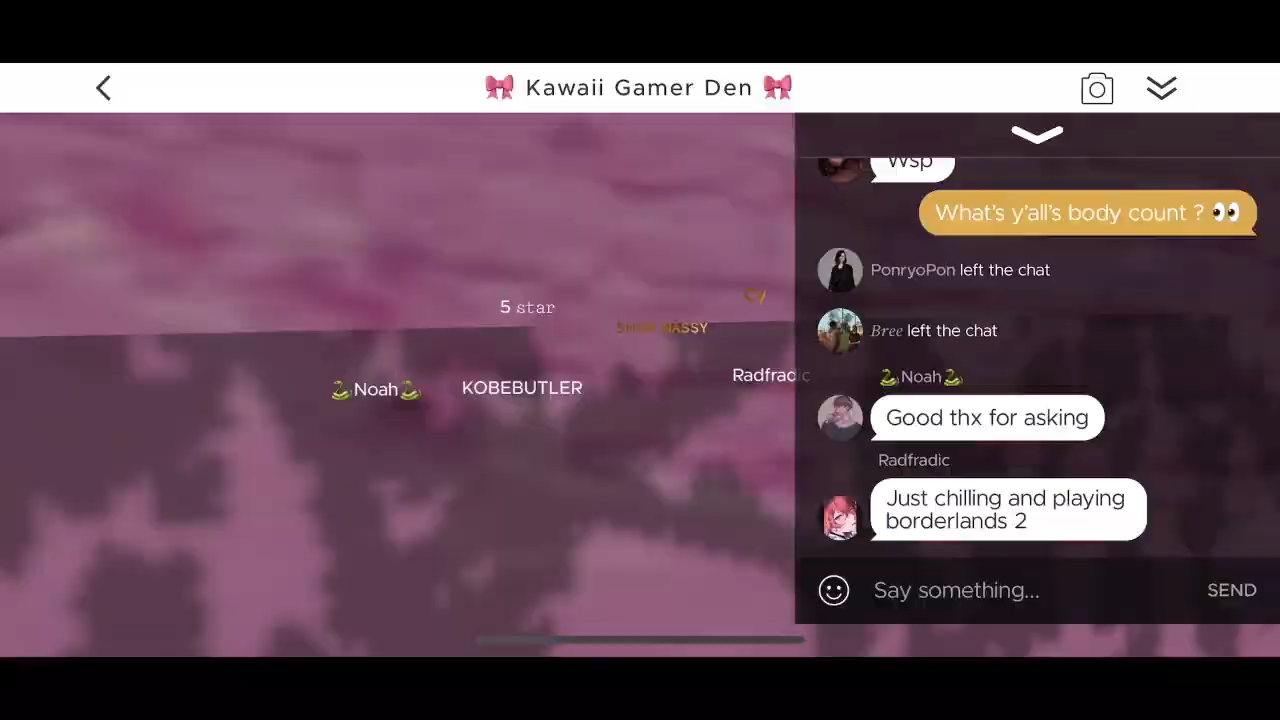 🎀 Kawaii Gamer Den 🎀
Wsp
What's y'all's body count ? 👀
PonryoPon left the chat
Bree left the chat
🐍Noah🐍
Good thx for asking
Radfradic
Just chilling and playing
borderlands 2
Say something...
SEND
5 star
Cy
🐍Noah🐍
KOBEBUTLER
Radfradic